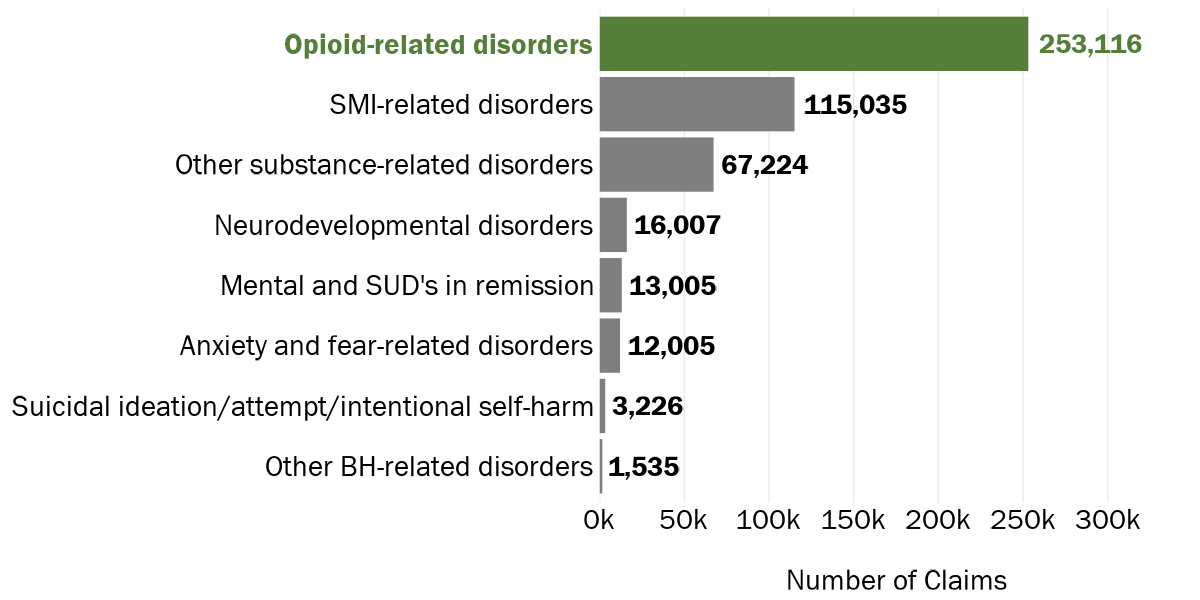 Opioid-related disorders 253,116
SMI-related disorders 115,035
Other substance-related disorders 67,224
Neurodevelopmental disorders 16,007
Mental and SUD's in remission 13,005
Anxiety and fear-related disorders 12,005
Suicidal ideation/attempt/intentional self-harm 3,226
Other BH-related disorders 1,535
0k 50k 100k 150k 200k 250k 300k
Number of Claims